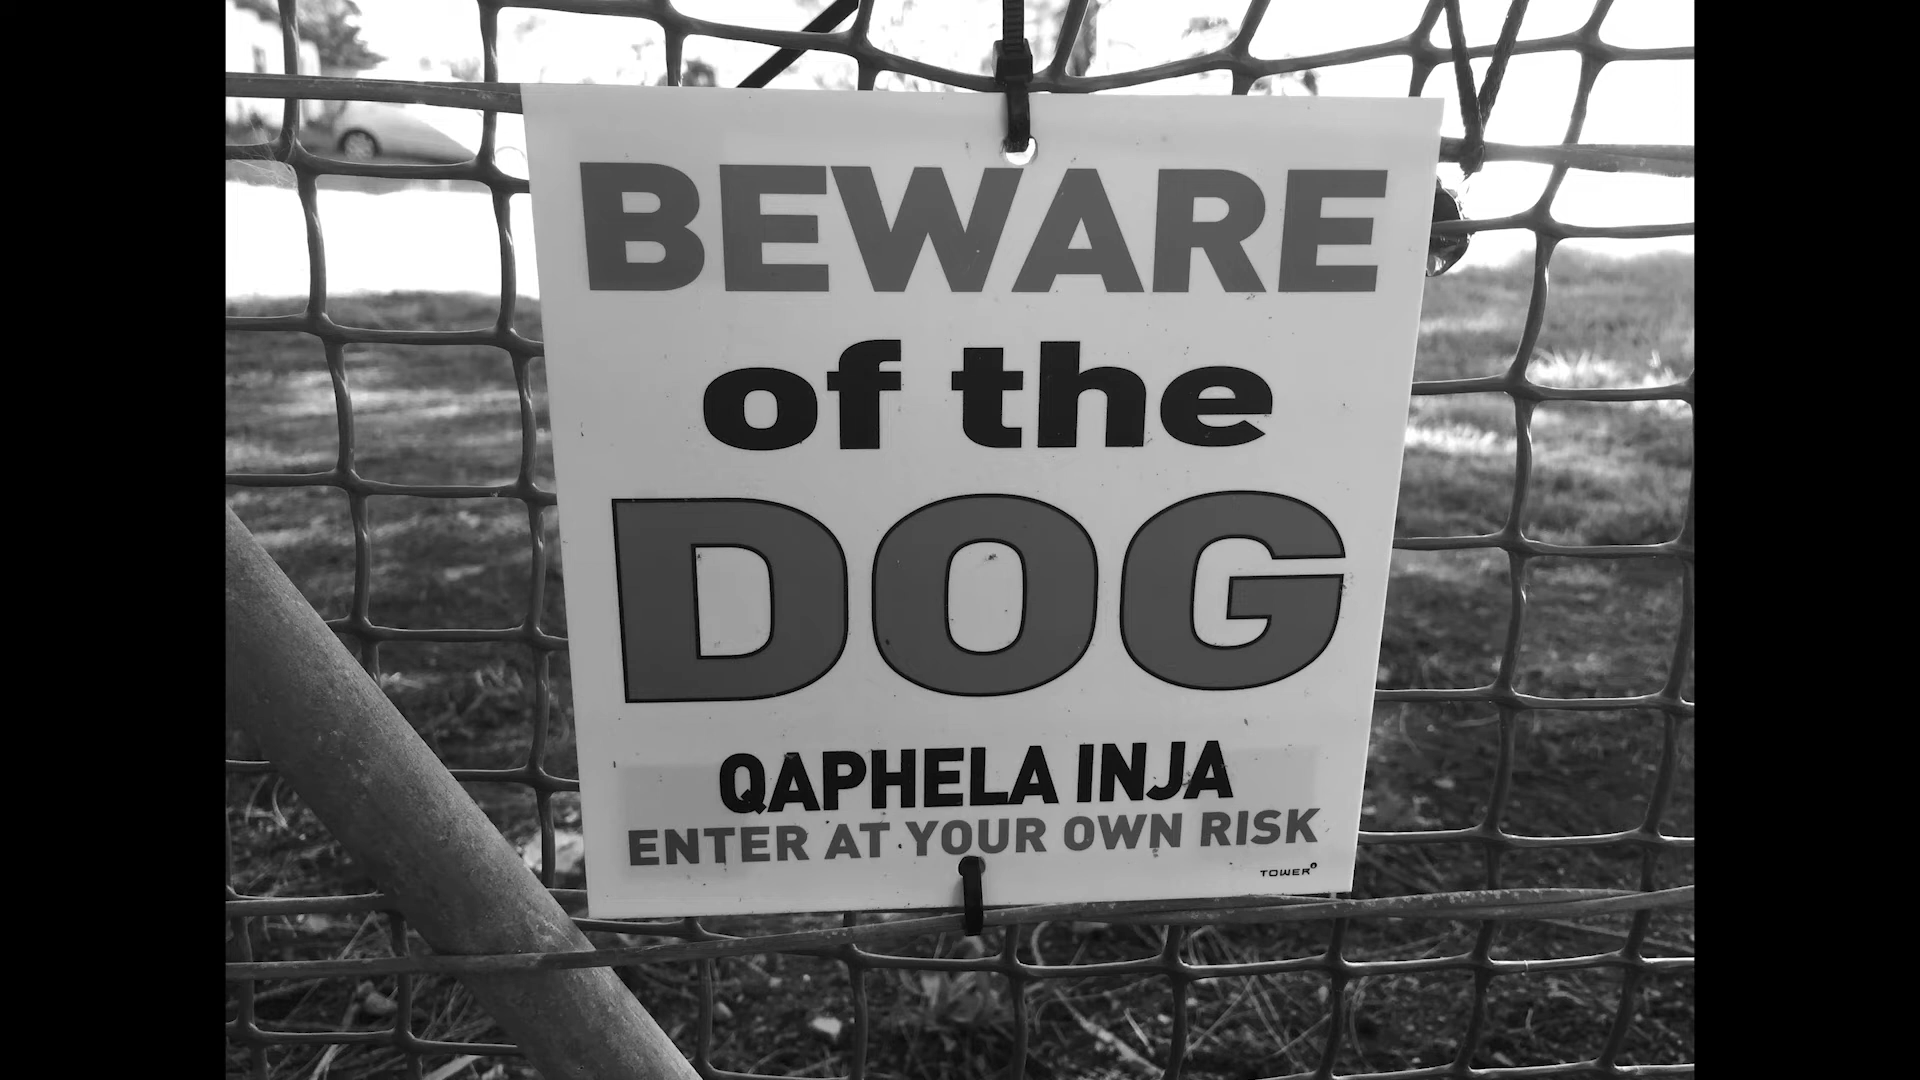 BEWARE
of the
DOG
QAPHELA INJA
ENTER AT YOUR OWN RISK
TOWER